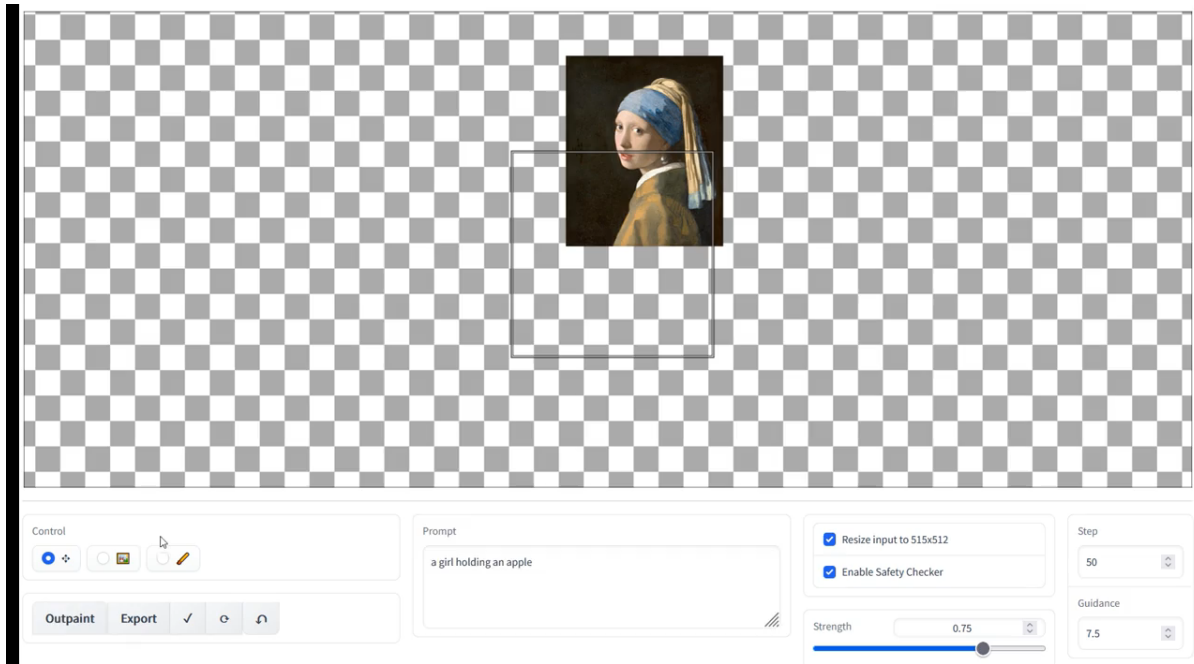 Control
Outpaint Export
Prompt
a girl holding an apple
Resize input to 515x512
Enable Safety Checker
Strength 0.75
Step
50
Guidance
7.5